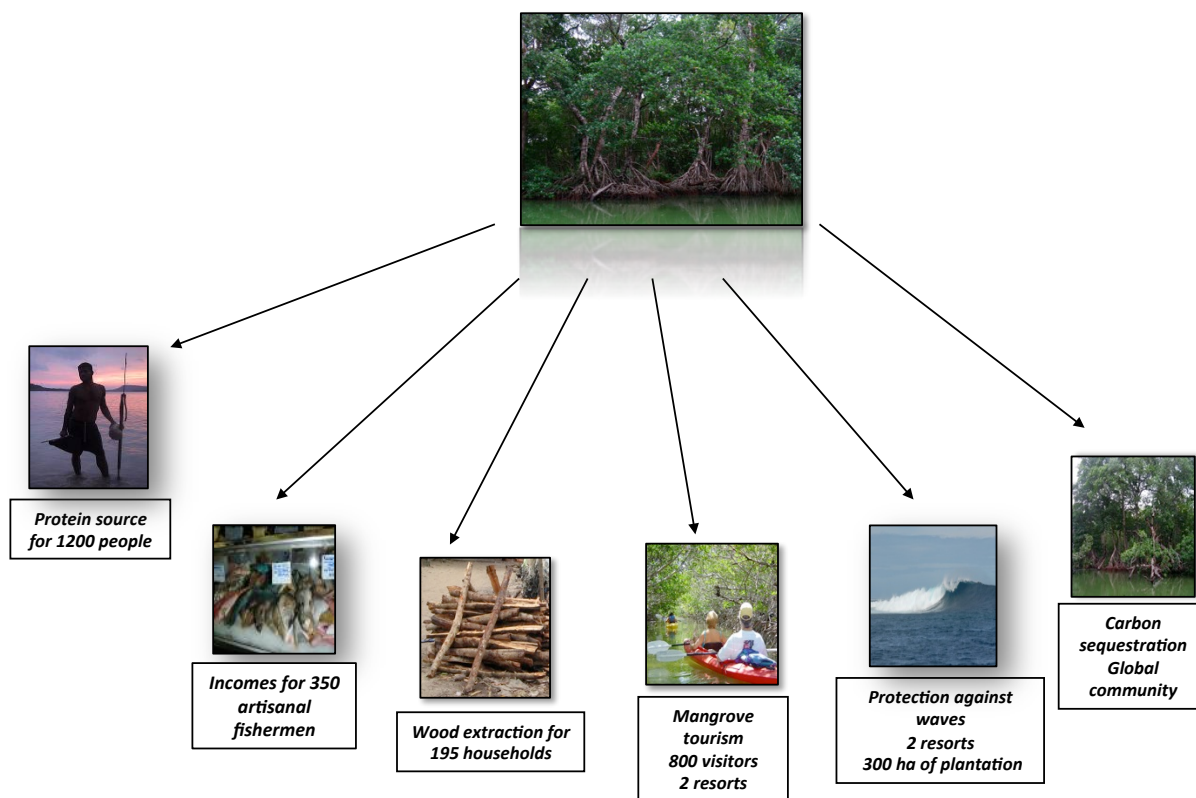 Protein source
for 1200 people
Incomes for 350
artisanal
fishermen
Wood extraction for
195 households
Mangrove
tourism
800 visitors
2 resorts
Protection against
waves
2 resorts
300 ha of plantation
Carbon
sequestration
Global
community